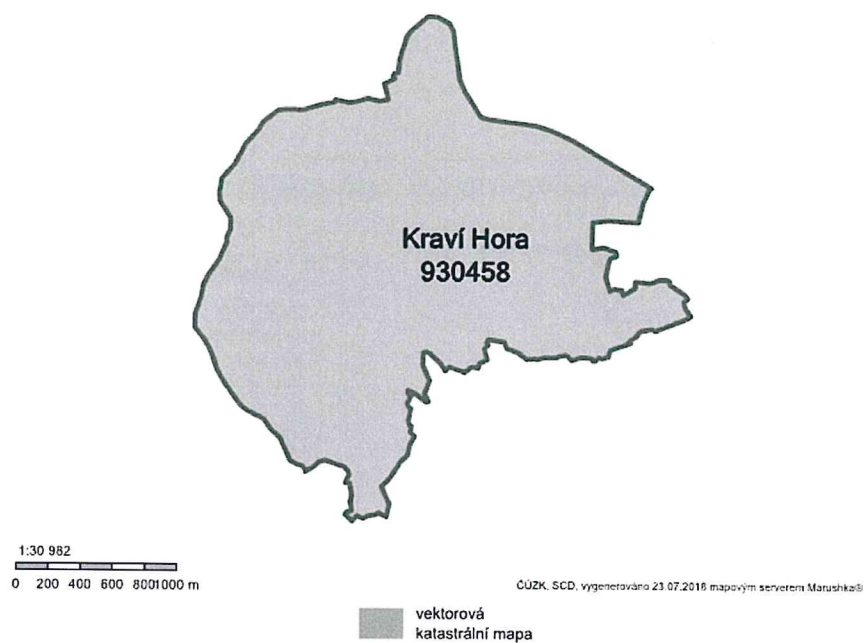 Kraví Hora
930458
1:30 982
0 200 400 600 8001000 m
ČÚZK, SCD, vygenerováno 23.07.2018 mapovým serverem Marushka®
vektorová
katastrální mapa